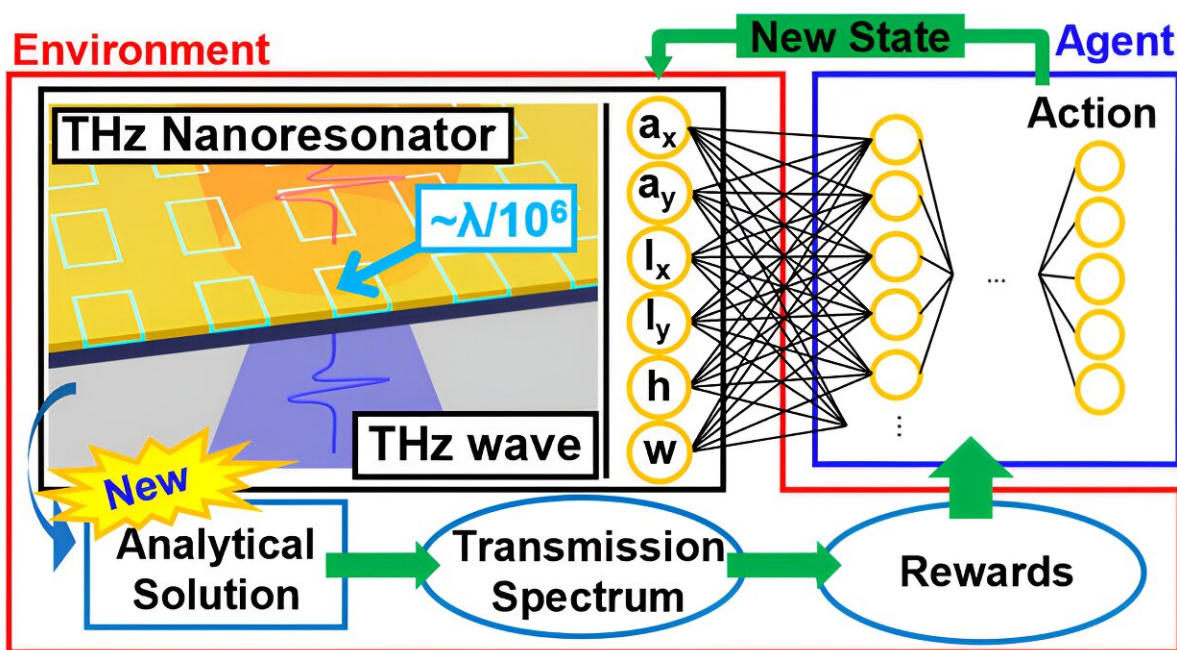 Environment
New State
Agent
THz Nanoresonator
~λ/10⁶
THz wave
aₓ
a_y
lₓ
l_y
h
w
...
Action
...
New
Analytical
Solution
Transmission
Spectrum
Rewards